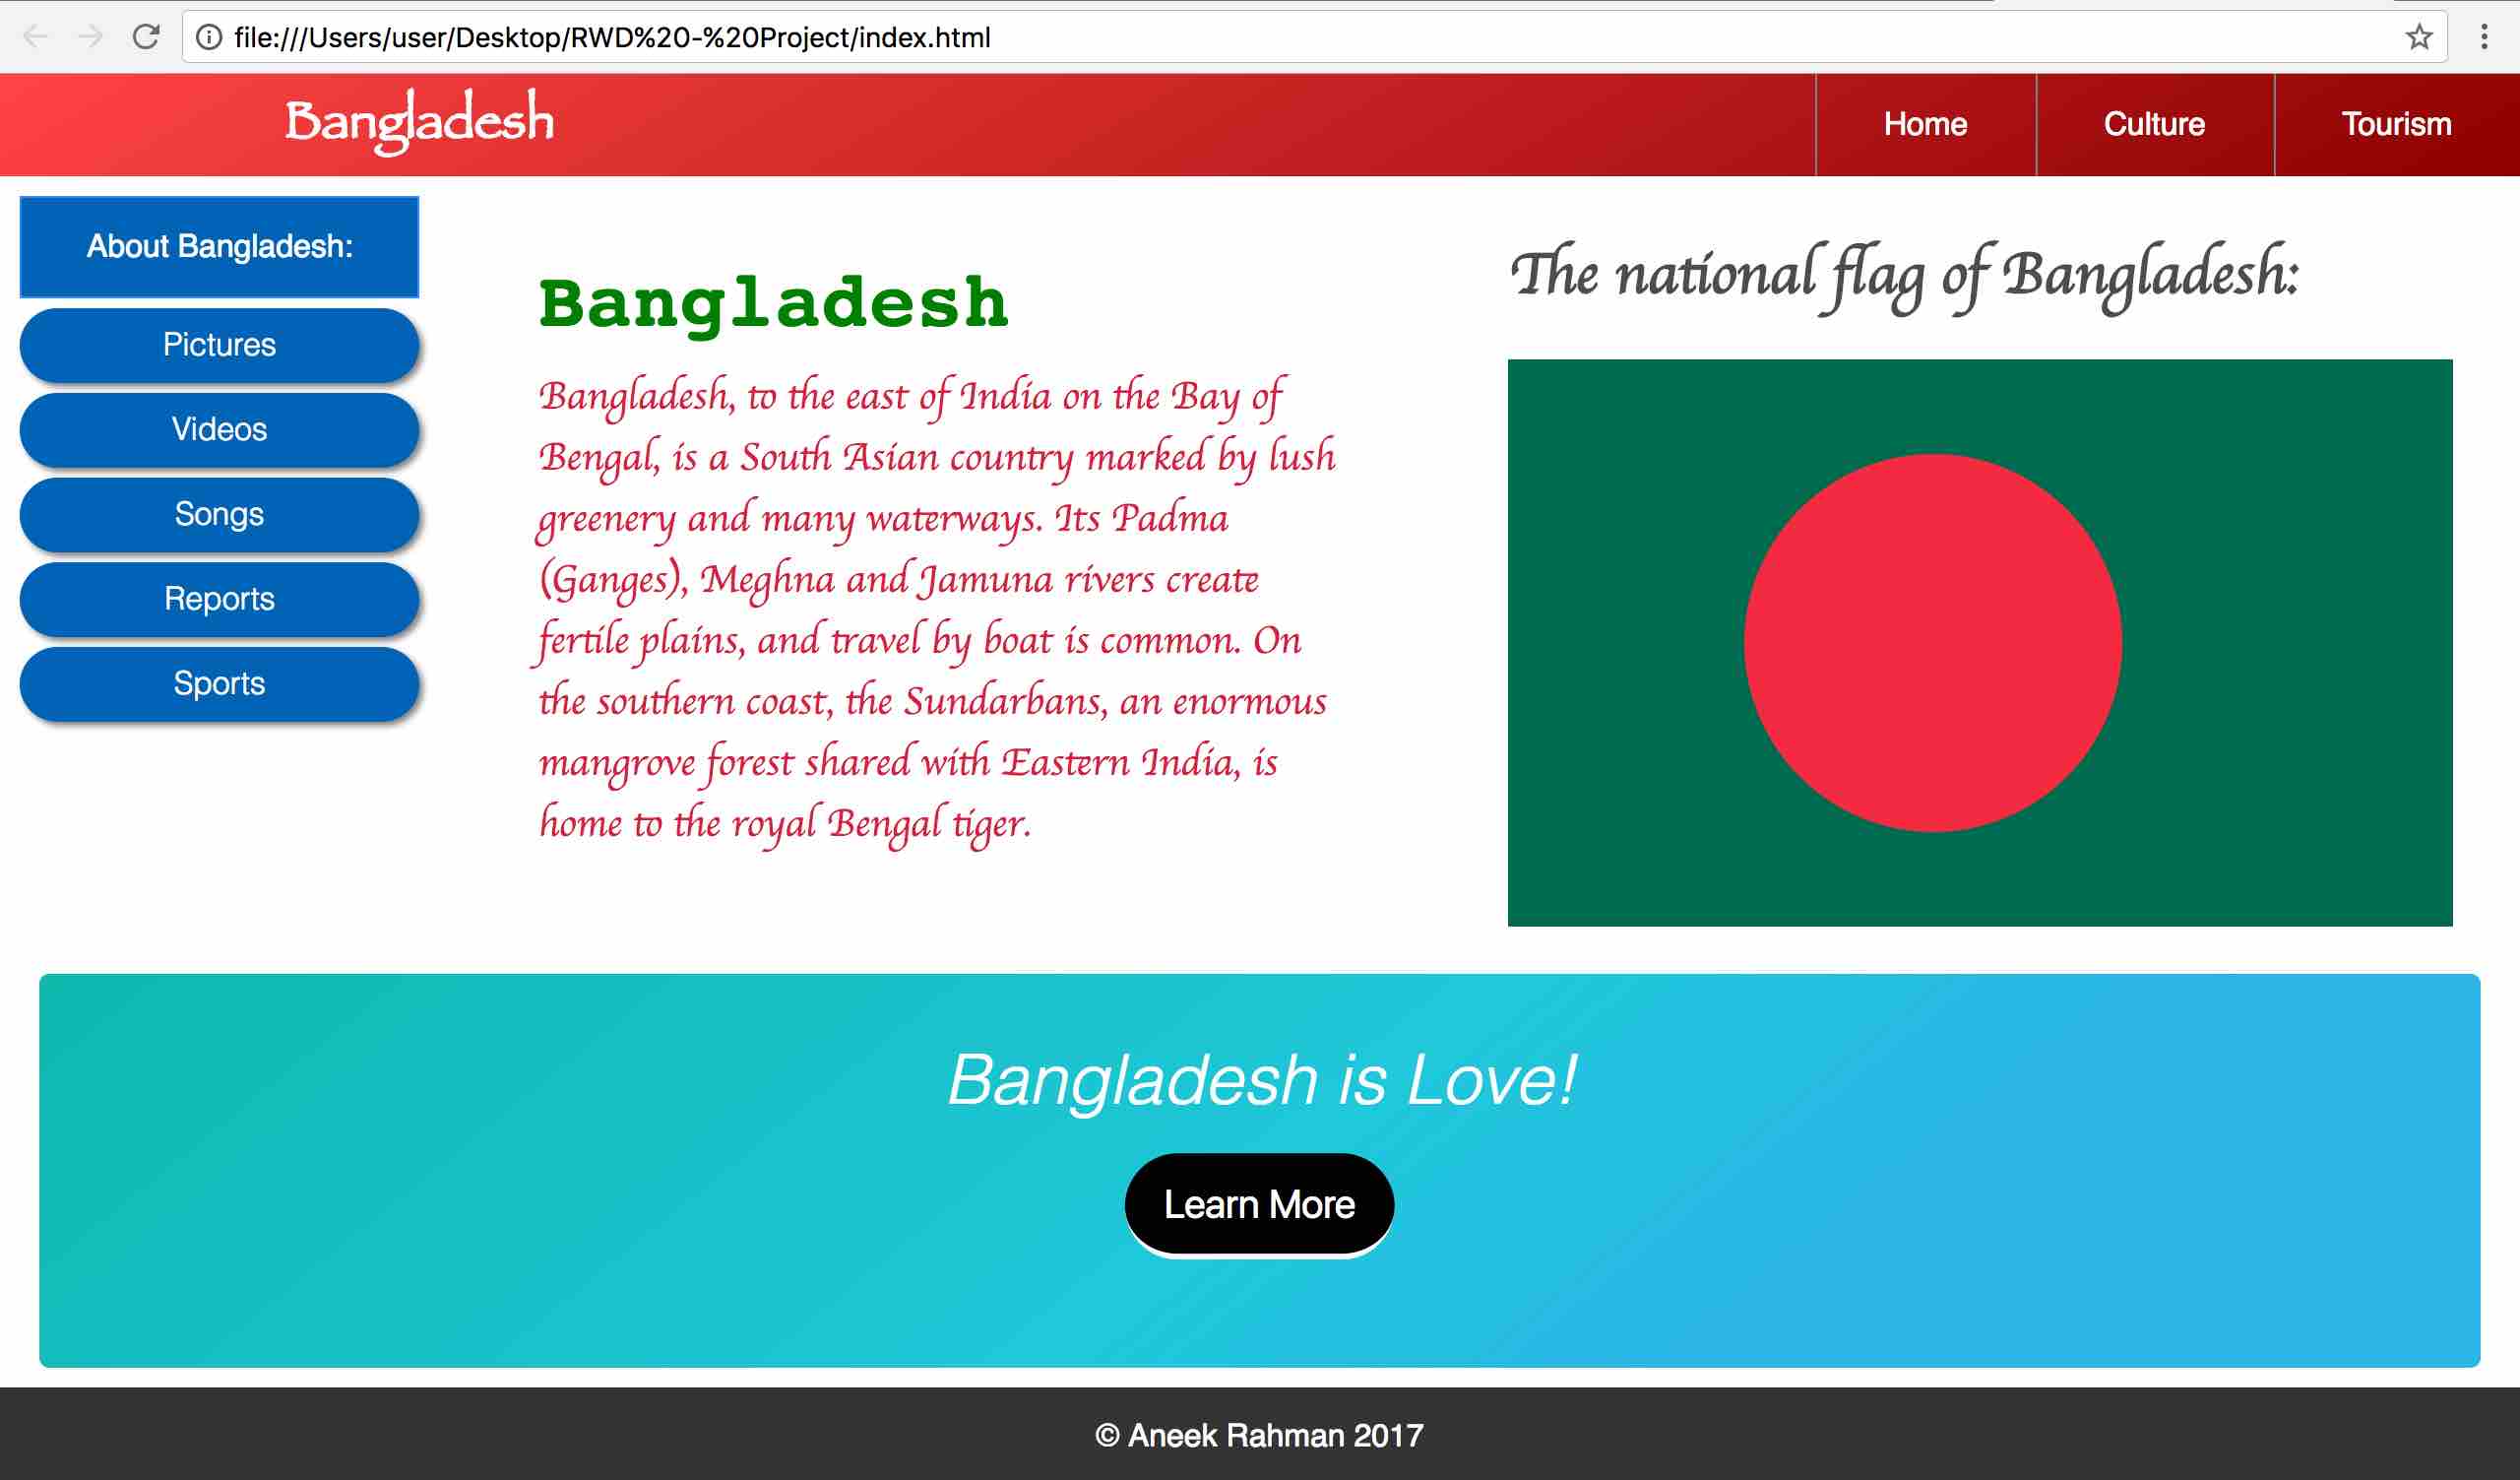 file:///Users/user/Desktop/RWD%20-%20Project/index.html
Bangladesh
Home
Culture
Tourism
About Bangladesh:
Pictures
Videos
Songs
Reports
Sports
Bangladesh
Bangladesh, to the east of India on the Bay of
Bengal, is a South Asian country marked by lush
greenery and many waterways. Its Padma
(Ganges), Meghna and Jamuna rivers create
fertile plains, and travel by boat is common. On
the southern coast, the Sundarbans, an enormous
mangrove forest shared with Eastern India, is
home to the royal Bengal tiger.
The national flag of Bangladesh:
Bangladesh is Love!
Learn More
© Aneek Rahman 2017